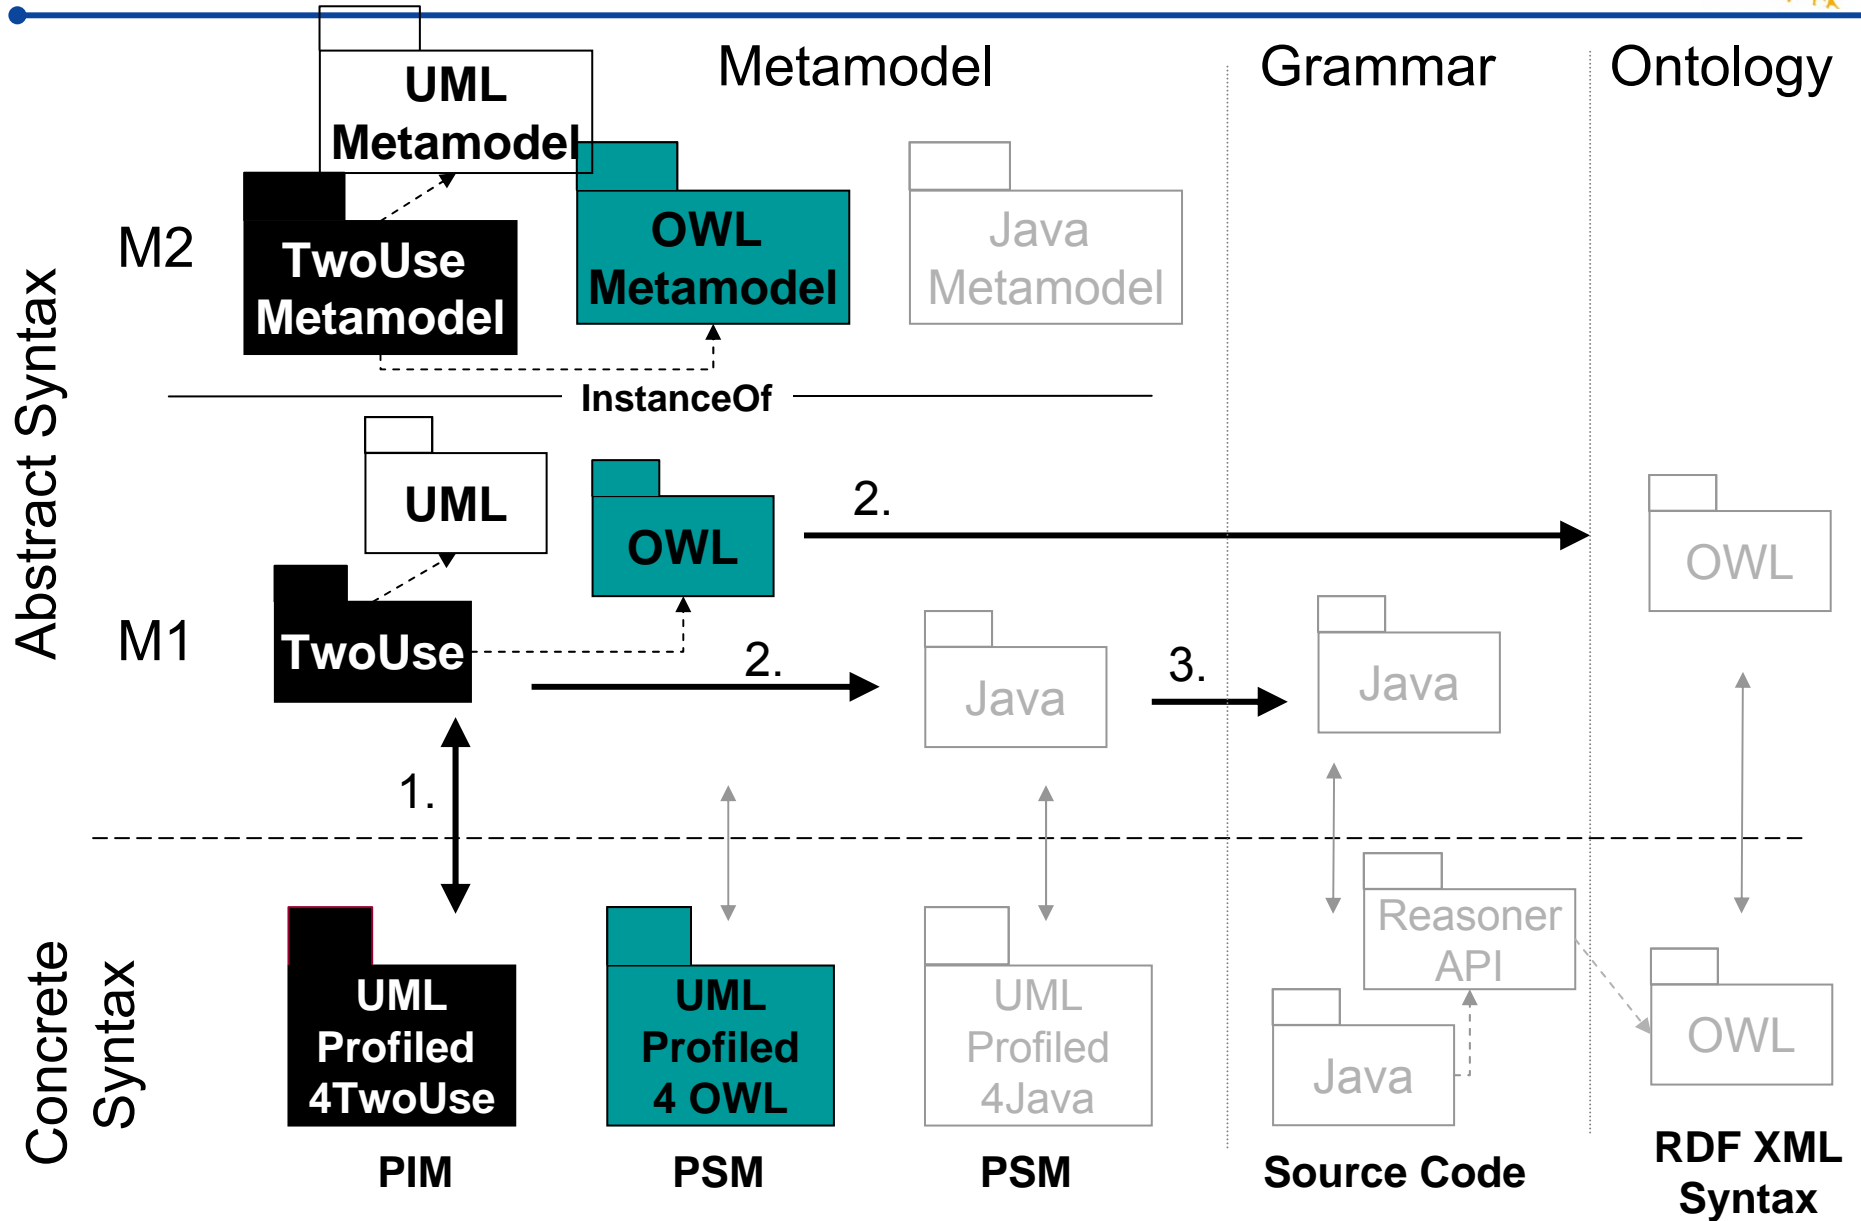 Metamodel
Grammar
Ontology
UML
Metamodel
M2
TwoUse
Metamodel
OWL
Metamodel
Java
Metamodel
InstanceOf
Abstract Syntax
UML
OWL
2.
OWL
M1
TwoUse
2.
Java
3.
Java
1.
Concrete
Syntax
UML
Profiled
4TwoUse
UML
Profiled
4 OWL
UML
Profiled
4Java
Reasoner
API
Java
OWL
PIM
PSM
PSM
Source Code
RDF XML
Syntax